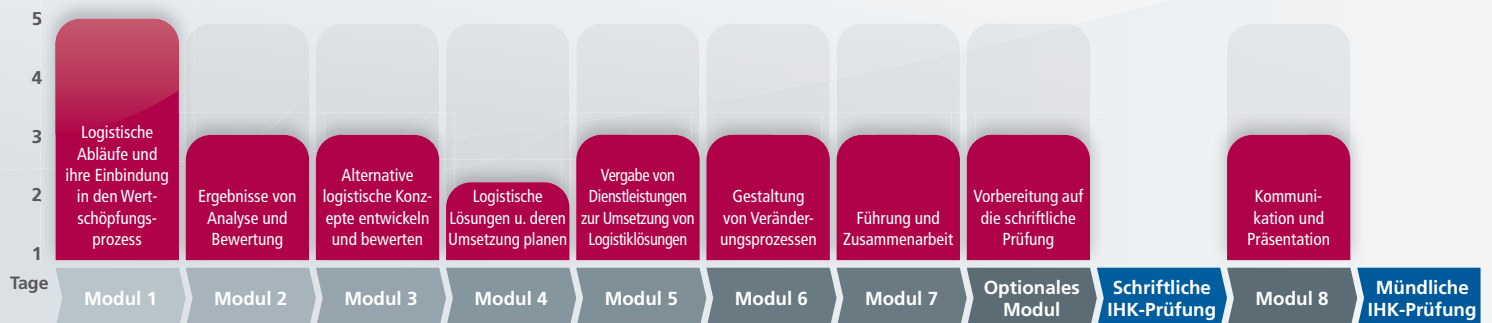 5
4
3
2
1
Tage
Logistische
Abläufe und
ihre Einbindung
in den Wert-
schöpfungs-
prozess
Ergebnisse von
Analyse und
Bewertung
Alternative
logistische Konz-
epte entwickeln
und bewerten
Logistische
Lösungen u. deren
Umsetzung planen
Vergabe von
Dienstleistungen
zur Umsetzung von
Logistiklösungen
Gestaltung
von Veränder-
ungsprozessen
Führung und
Zusammenarbeit
Vorbereitung auf
die schriftliche
Prüfung
Kommuni-
kation und
Präsentation
Modul 1
Modul 2
Modul 3
Modul 4
Modul 5
Modul 6
Modul 7
Optionales
Modul
Schriftliche
IHK-Prüfung
Modul 8
Mündliche
IHK-Prüfung